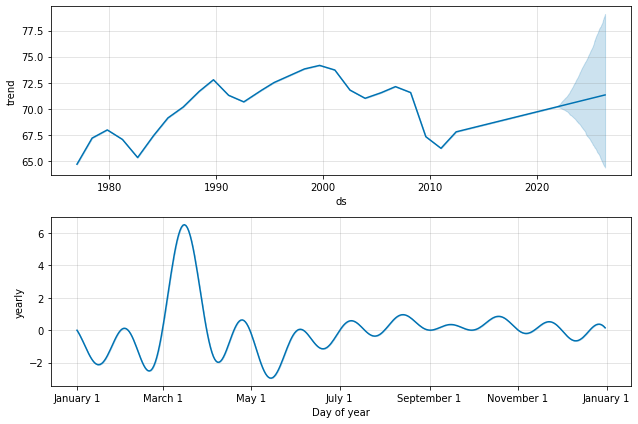 77.5
75.0
72.5
70.0
67.5
65.0
trend
1980 1990 2000 2010 2020
ds
6
4
2
0
−2
yearly
January 1 March 1 May 1 July 1 September 1 November 1 January 1
Day of year